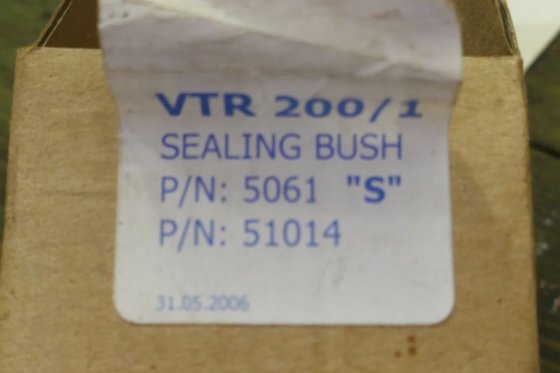 VTR 200/1
SEALING BUSH
P/N: 5061 "S"
P/N: 51014
31.05.2006